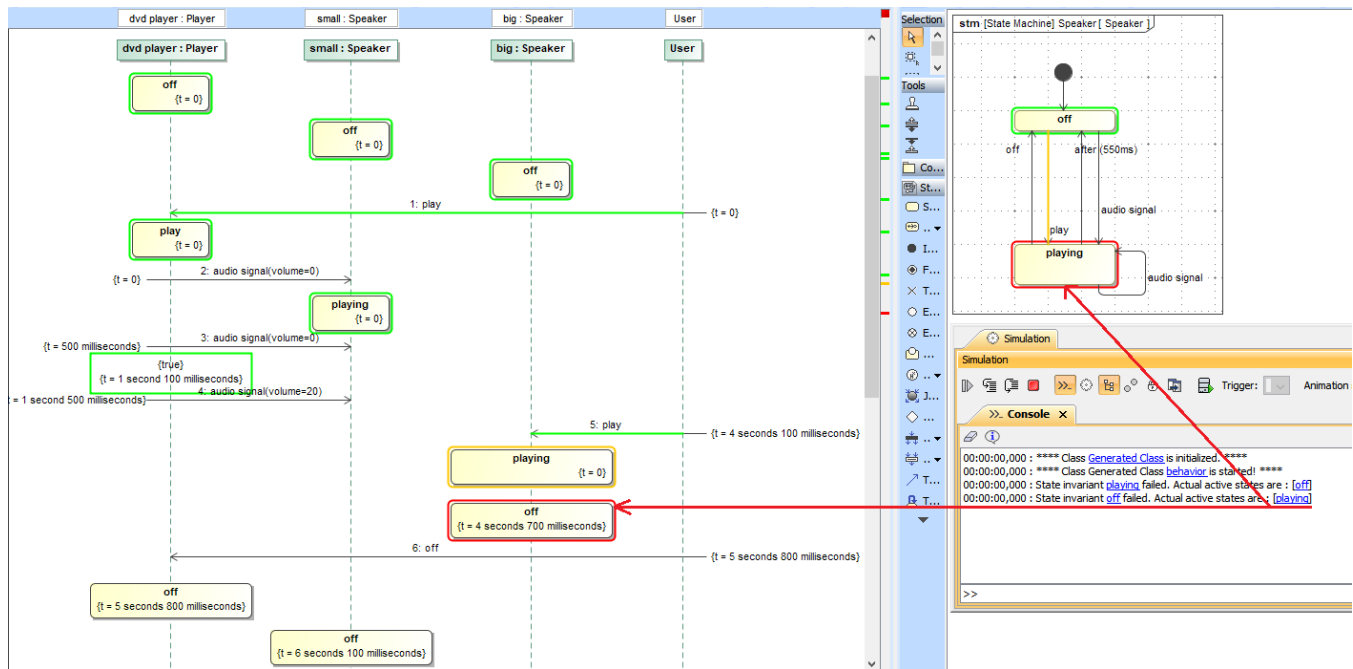 dvd player : Player
small : Speaker
big : Speaker
User
dvd player : Player
small : Speaker
big : Speaker
User
off
{t = 0}
off
{t = 0}
off
{t = 0}
1: play
{t = 0}
play
{t = 0}
2: audio signal(volume=0)
{t = 0}
playing
{t = 0}
3: audio signal(volume=0)
{t = 500 milliseconds}
{true}
{t = 1 second 100 milliseconds}
4: audio signal(volume=20)
t = 1 second 500 milliseconds}
5: play
{t = 4 seconds 100 milliseconds}
playing
{t = 0}
off
{t = 4 seconds 700 milliseconds}
6: off
{t = 5 seconds 800 milliseconds}
off
{t = 5 seconds 800 milliseconds}
off
{t = 6 seconds 100 milliseconds}
Selection
Tools
Co...
St...
S...
..
I...
F...
T...
E...
E...
...
...
J...
...
..
..
T...
T...
stm [State Machine] Speaker [ Speaker ]
off
off
after (550ms)
audio signal
play
playing
audio signal
Simulation
Simulation
Trigger:
Animation
>>_ Console X
00:00:00,000 : **** Class Generated Class is initialized. ****
00:00:00,000 : **** Class Generated Class behavior is started! ****
00:00:00,000 : State invariant playing failed. Actual active states are : [off]
00:00:00,000 : State invariant off failed. Actual active states are : [playing]
>>